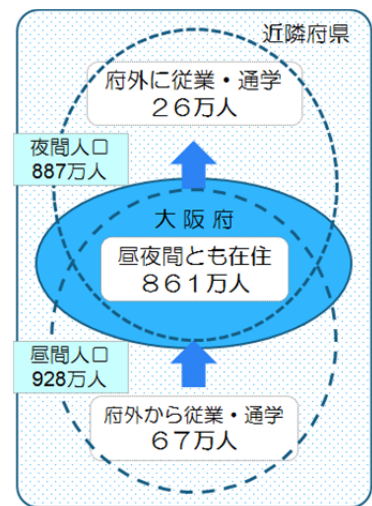 近隣府県
府外に従業・通学
２６万人
夜間人口
887万人
大阪府
昼夜間とも在住
８６１万人
昼間人口
928万人
府外から従業・通学
６７万人